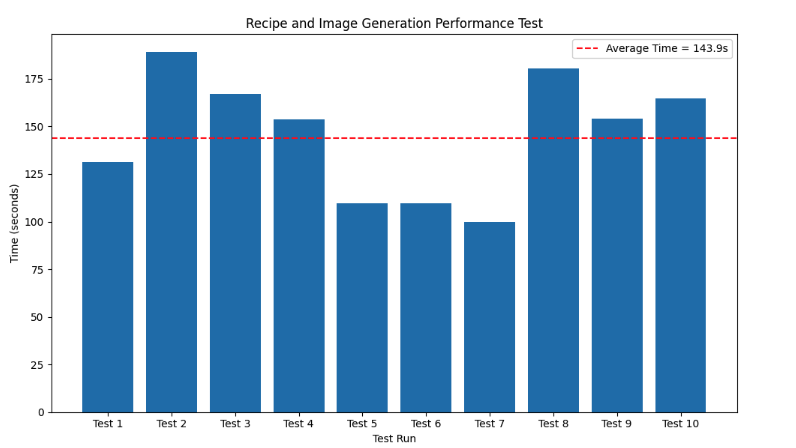 Recipe and Image Generation Performance Test
Average Time = 143.9s
175
150
125
100
75
50
25
0
Time (seconds)
Test 1 Test 2 Test 3 Test 4 Test 5 Test 6 Test 7 Test 8 Test 9 Test 10
Test Run